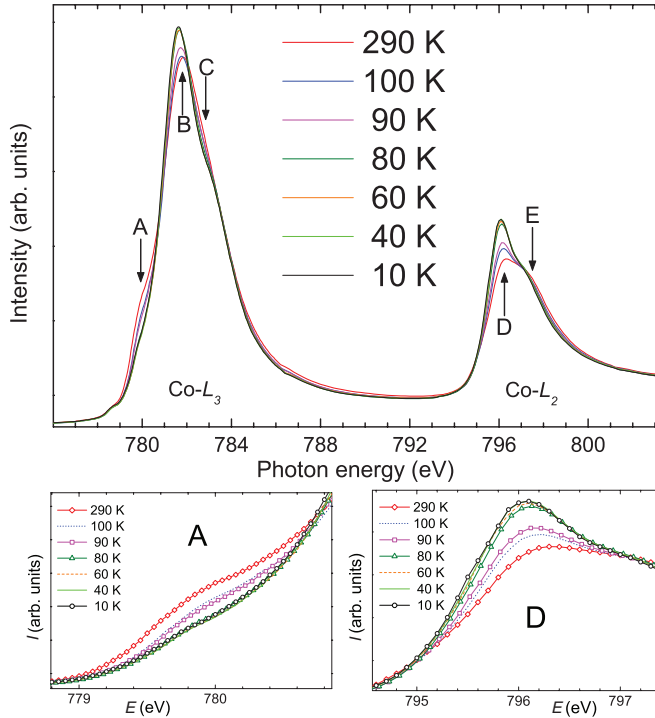 Intensity (arb. units)
290 K
100 K
90 K
80 K
60 K
40 K
10 K
A
B
C
D
E
Co-L3
Co-L2
780 784 788 792 796 800
Photon energy (eV)
I (arb. units)
290 K
100 K
90 K
80 K
60 K
40 K
10 K
A
779 780
E (eV)
I (arb. units)
290 K
100 K
90 K
80 K
60 K
40 K
10 K
D
795 796 797
E (eV)